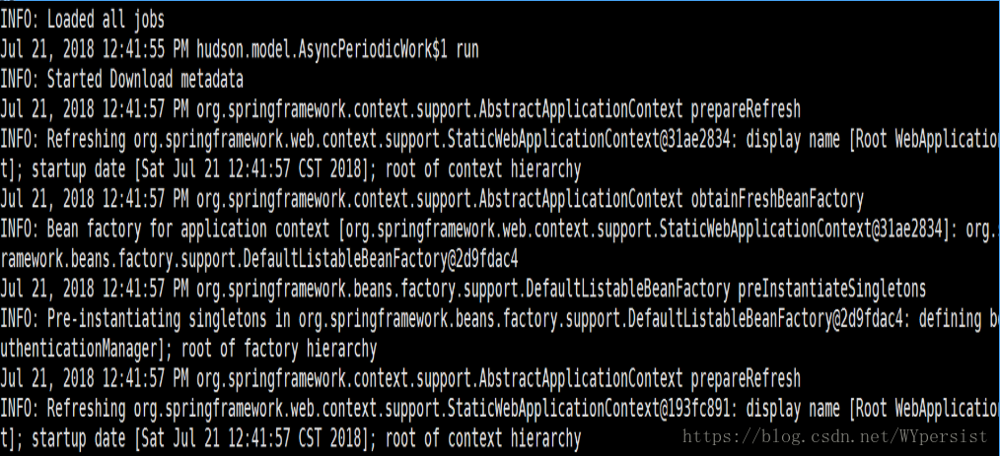 INFO: Loaded all jobs
Jul 21, 2018 12:41:55 PM hudson.model.AsyncPeriodicWork$1 run
INFO: Started Download metadata
Jul 21, 2018 12:41:57 PM org.springframework.context.support.AbstractApplicationContext prepareRefresh
INFO: Refreshing org.springframework.web.context.support.StaticWebApplicationContext@31ae2834: display name [Root WebApplication
t]; startup date [Sat Jul 21 12:41:57 CST 2018]; root of context hierarchy
Jul 21, 2018 12:41:57 PM org.springframework.context.support.AbstractApplicationContext obtainFreshBeanFactory
INFO: Bean factory for application context [org.springframework.web.context.support.StaticWebApplicationContext@31ae2834]: org.
ramework.beans.factory.support.DefaultListableBeanFactory@2d9fdac4
Jul 21, 2018 12:41:57 PM org.springframework.beans.factory.support.DefaultListableBeanFactory preInstantiateSingletons
INFO: Pre-instantiating singletons in org.springframework.beans.factory.support.DefaultListableBeanFactory@2d9fdac4: defining be
uthenticationManager]; root of factory hierarchy
Jul 21, 2018 12:41:57 PM org.springframework.context.support.AbstractApplicationContext prepareRefresh
INFO: Refreshing org.springframework.web.context.support.StaticWebApplicationContext@193fc891: display name [Root WebApplication
t]; startup date [Sat Jul 21 12:41:57 CST 2018]; root of context hierarchy
https://blog.csdn.net/WYpersist